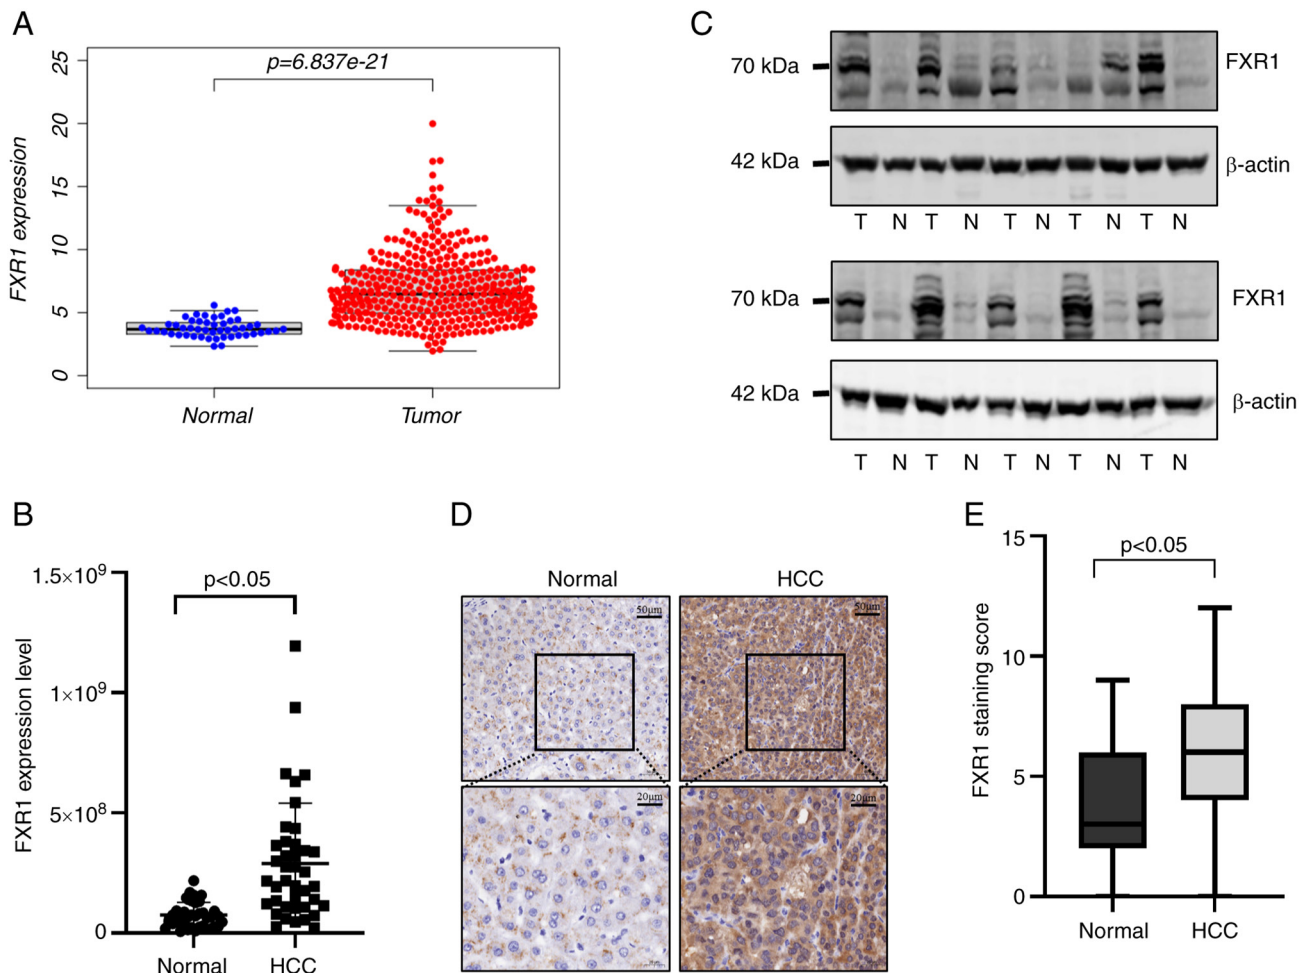 A
p=6.837e-21
25
20
15
10
5
0
FXR1 expression
Normal Tumor
C
70 kDa FXR1
42 kDa β-actin
T N T N T N T N T N
70 kDa FXR1
42 kDa β-actin
T N T N T N T N T N
B
p<0.05
1.5×10⁹
1×10⁹
5×10⁸
0
FXR1 expression level
Normal HCC
D
Normal HCC
50μm 50μm
20μm 20μm
E
p<0.05
15
10
5
0
FXR1 staining score
Normal HCC